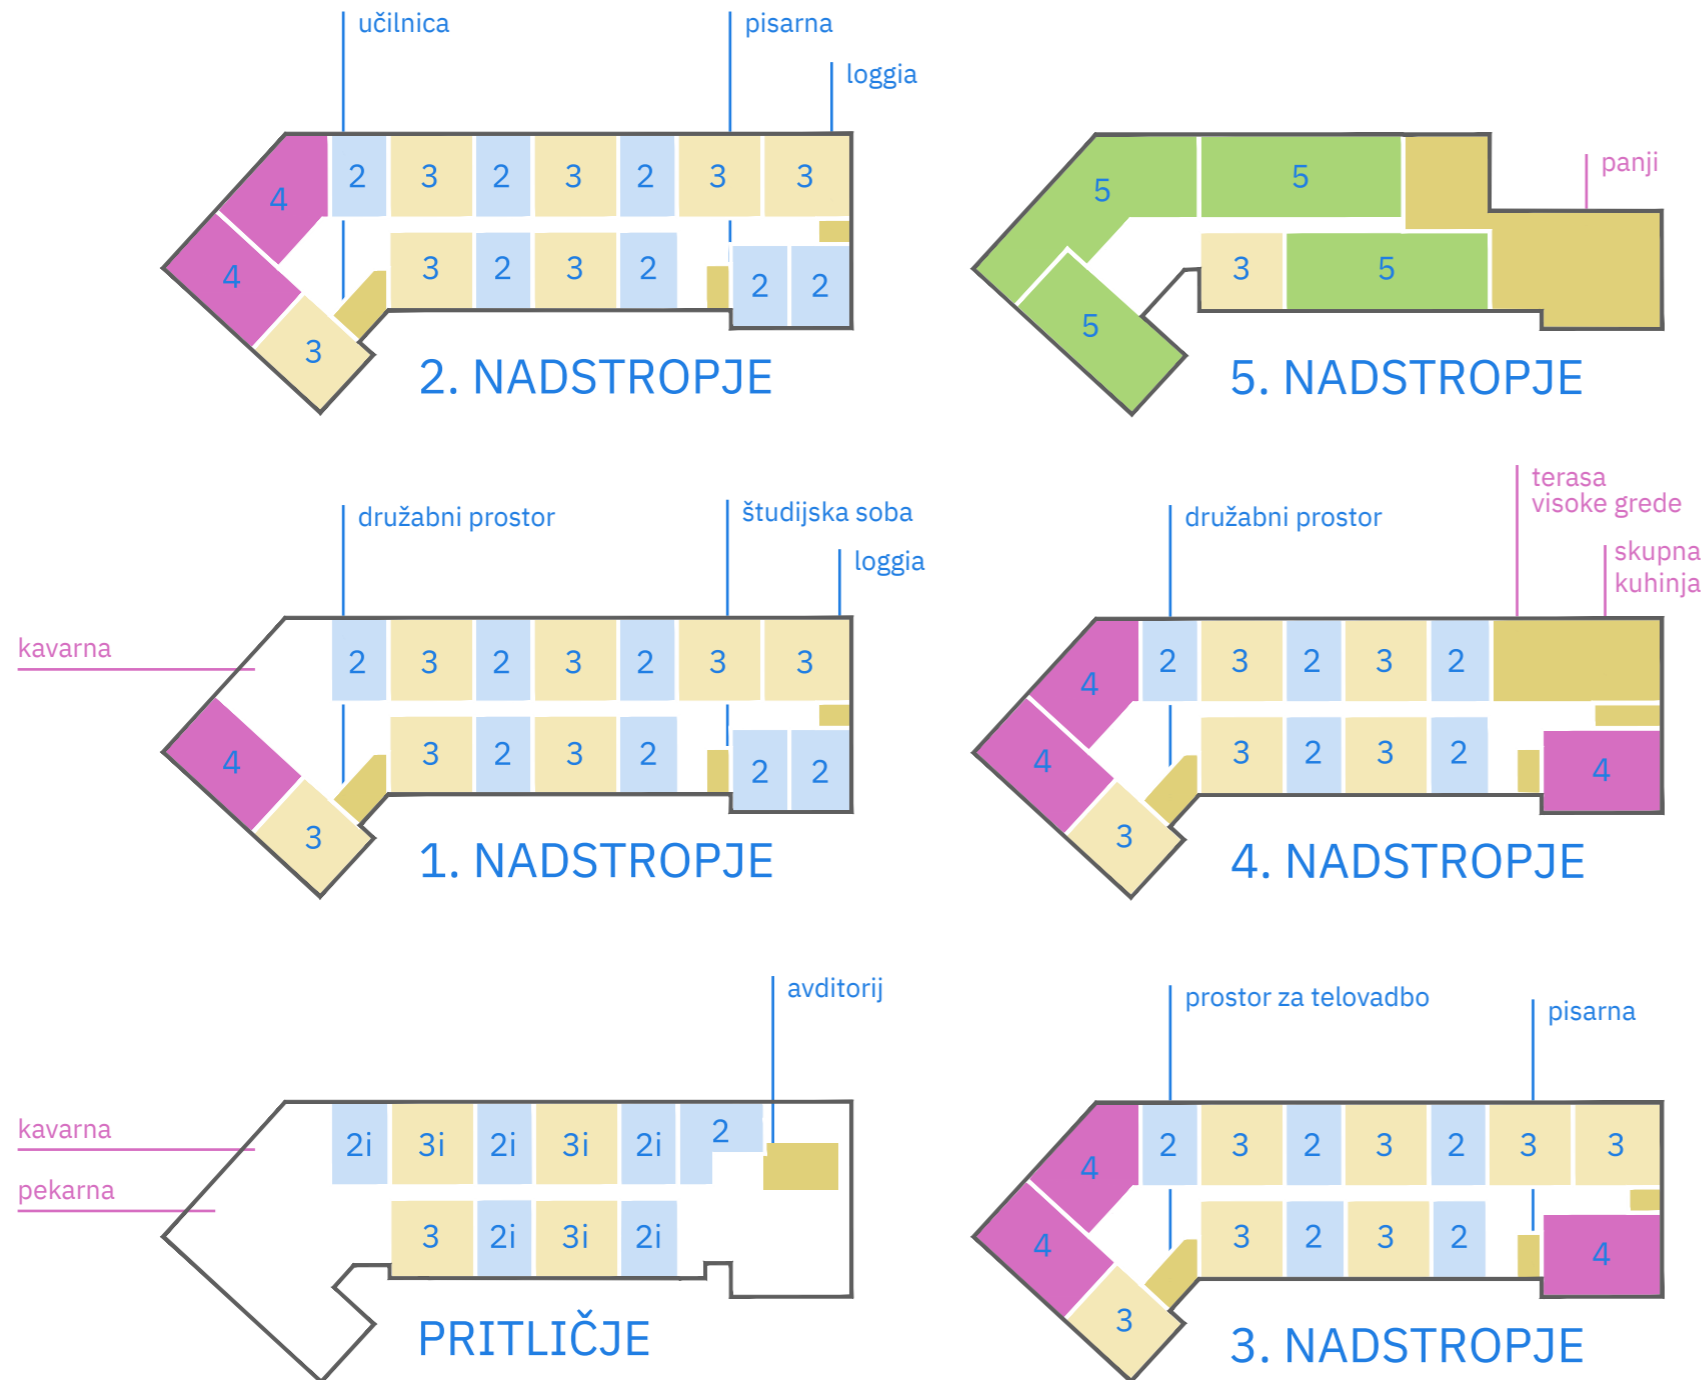 učilnica
pisarna
loggia
4 2 3 2 3 2 3 3
4 3 2 3 2 2 2
3
2. NADSTROPJE
panji
5 5
3 5
5
5. NADSTROPJE
družabni prostor
študijska soba
loggia
kavarna
2 3 2 3 2 3 3
4 3 2 3 2 2 2
3
1. NADSTROPJE
terasa
visoke grede
družabni prostor
skupna
kuhinja
4 2 3 2 3 2
4 3 2 3 2 4
3
4. NADSTROPJE
avditorij
kavarna
pekarna
2i 3i 2i 3i 2i 2
3 2i 3i 2i
PRITLIČJE
prostor za telovadbo
pisarna
4 2 3 2 3 2 3 3
4 3 2 3 2 4
3
3. NADSTROPJE